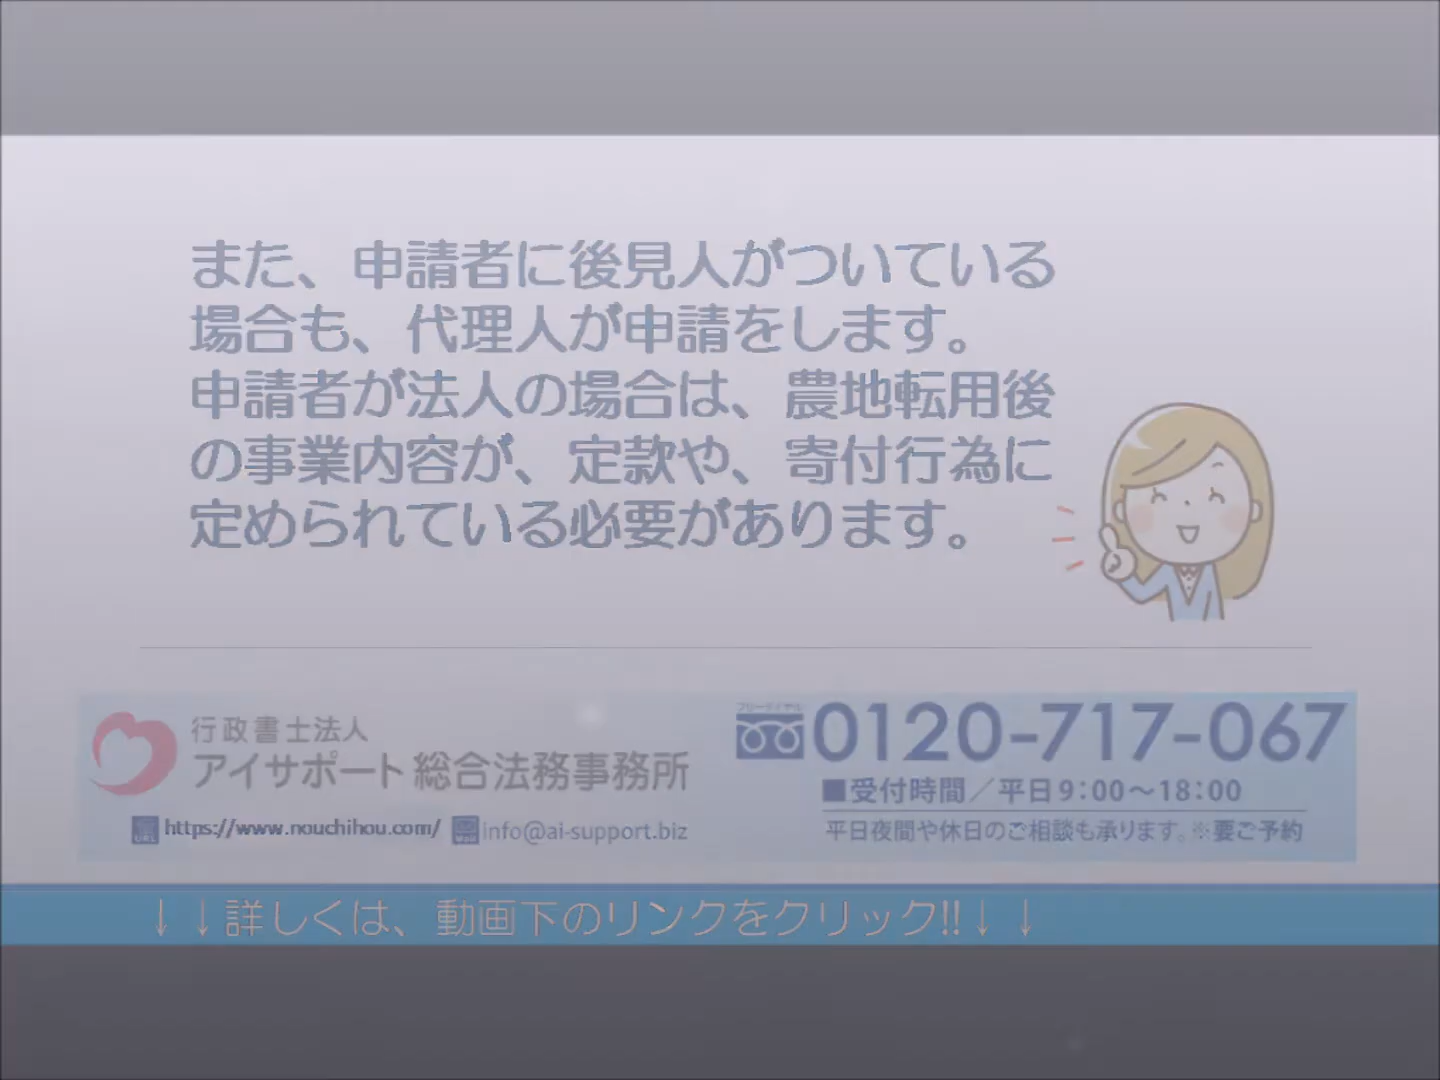 また、申請者に後見人がついている
場合も、代理人が申請をします。
申請者が法人の場合は、農地転用後
の事業内容が、定款や、寄付行為に
定められている必要があります。
行政書士法人
アイサポート総合法務事務所
https://www.nouchihou.com/
info@ai-support.biz
フリーダイヤル
0120-717-067
■受付時間／平日9:00～18:00
平日夜間や休日のご相談も承ります。※要ご予約
↓↓詳しくは、動画下のリンクをクリック!!↓↓